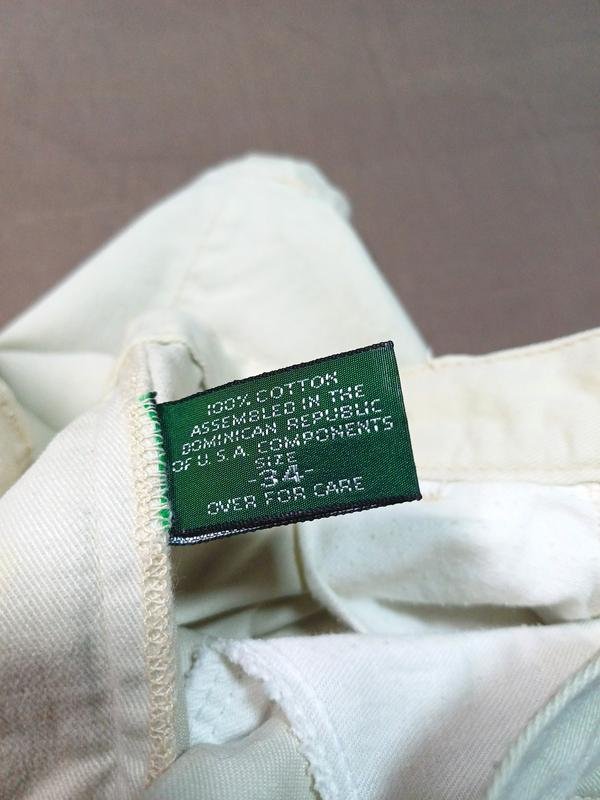 100% COTTON
ASSEMBLED IN THE
DOMINICAN REPUBLIC
OF U.S.A. COMPONENTS
SIZE
-34-
OVER FOR CARE